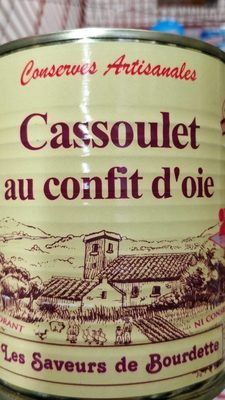 Conserves Artisanales
Cassoulet
au confit d'oie
Les Saveurs de Bourdette